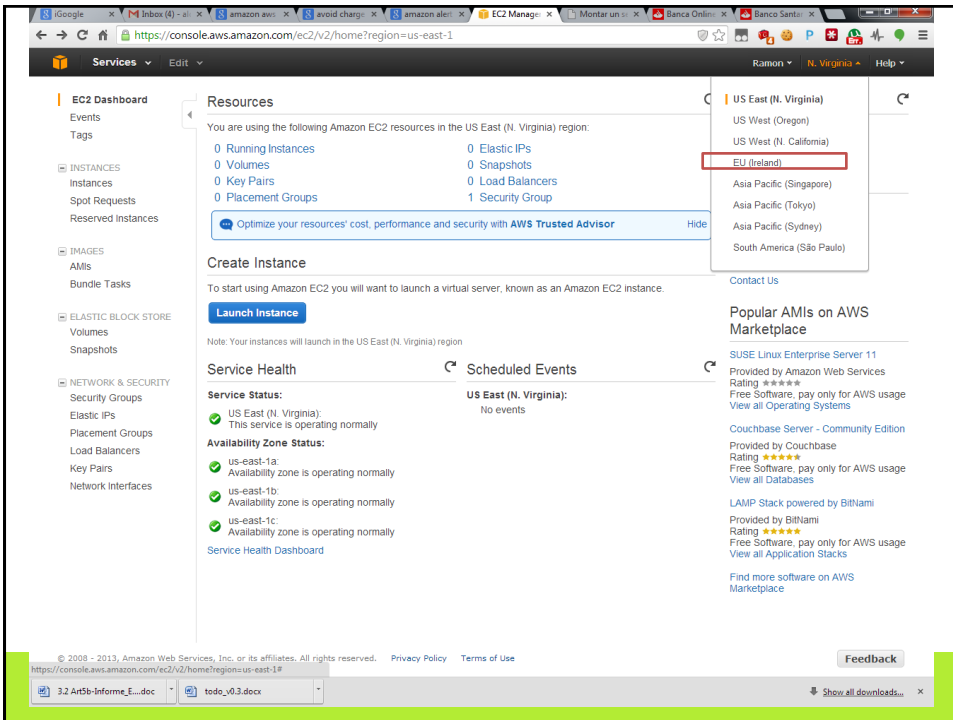 iGoogle
M Inbox (4) - al
amazon aws
avoid charge
amazon alert
EC2 Manage
Montar un se
Banca Online
Banco Santan
https://console.aws.amazon.com/ec2/v2/home?region=us-east-1
Services
Edit
Ramon
N. Virginia
Help
EC2 Dashboard
Events
Tags
INSTANCES
Instances
Spot Requests
Reserved Instances
IMAGES
AMIs
Bundle Tasks
ELASTIC BLOCK STORE
Volumes
Snapshots
NETWORK & SECURITY
Security Groups
Elastic IPs
Placement Groups
Load Balancers
Key Pairs
Network Interfaces
Resources
You are using the following Amazon EC2 resources in the US East (N. Virginia) region:
0 Running Instances
0 Elastic IPs
0 Volumes
0 Snapshots
0 Key Pairs
0 Load Balancers
0 Placement Groups
1 Security Group
Optimize your resources' cost, performance and security with AWS Trusted Advisor
Hide
Create Instance
To start using Amazon EC2 you will want to launch a virtual server, known as an Amazon EC2 instance.
Launch Instance
Note: Your instances will launch in the US East (N. Virginia) region
Service Health
Service Status:
US East (N. Virginia):
This service is operating normally
Availability Zone Status:
us-east-1a:
Availability zone is operating normally
us-east-1b:
Availability zone is operating normally
us-east-1c:
Availability zone is operating normally
Service Health Dashboard
Scheduled Events
US East (N. Virginia):
No events
US East (N. Virginia)
US West (Oregon)
US West (N. California)
EU (Ireland)
Asia Pacific (Singapore)
Asia Pacific (Tokyo)
Asia Pacific (Sydney)
South America (São Paulo)
Contact Us
Popular AMIs on AWS
Marketplace
SUSE Linux Enterprise Server 11
Provided by Amazon Web Services
Rating
Free Software, pay only for AWS usage
View all Operating Systems
Couchbase Server - Community Edition
Provided by Couchbase
Rating
Free Software, pay only for AWS usage
View all Databases
LAMP Stack powered by BitNami
Provided by BitNami
Rating
Free Software, pay only for AWS usage
View all Application Stacks
Find more software on AWS
Marketplace
© 2008 - 2013, Amazon Web Services, Inc. or its affiliates. All rights reserved.
Privacy Policy
Terms of Use
Feedback
https://console.aws.amazon.com/ec2/v2/home?region=us-east-1#
3.2 Art5b-Informe_E....doc
todo_v0.3.docx
Show all downloads...